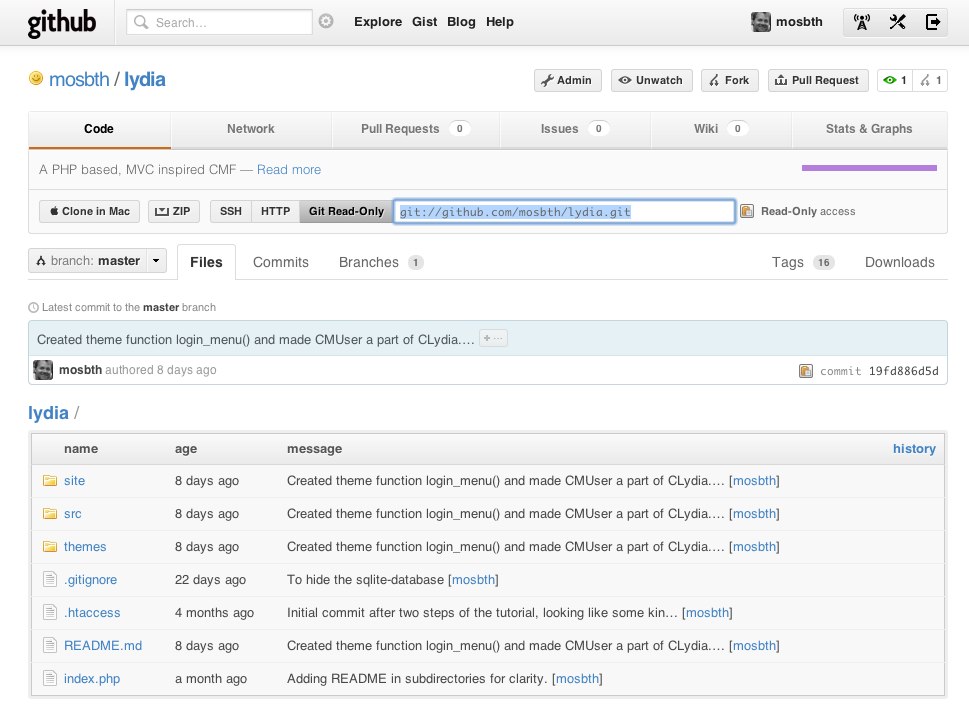 github Search... Explore Gist Blog Help mosbth
mosbth / lydia Admin Unwatch Fork Pull Request 1 1
Code Network Pull Requests 0 Issues 0 Wiki 0 Stats & Graphs
A PHP based, MVC inspired CMF — Read more
Clone in Mac ZIP SSH HTTP Git Read-Only git://github.com/mosbth/lydia.git Read-Only access
branch: master Files Commits Branches 1 Tags 16 Downloads
Latest commit to the master branch
Created theme function login_menu() and made CMUser a part of CLydia.…
mosbth authored 8 days ago commit 19fd886d5d
lydia /
name age message history
site 8 days ago Created theme function login_menu() and made CMUser a part of CLydia.… [mosbth]
src 8 days ago Created theme function login_menu() and made CMUser a part of CLydia.… [mosbth]
themes 8 days ago Created theme function login_menu() and made CMUser a part of CLydia.… [mosbth]
.gitignore 22 days ago To hide the sqlite-database [mosbth]
.htaccess 4 months ago Initial commit after two steps of the tutorial, looking like some kin… [mosbth]
README.md 8 days ago Created theme function login_menu() and made CMUser a part of CLydia.… [mosbth]
index.php a month ago Adding README in subdirectories for clarity. [mosbth]